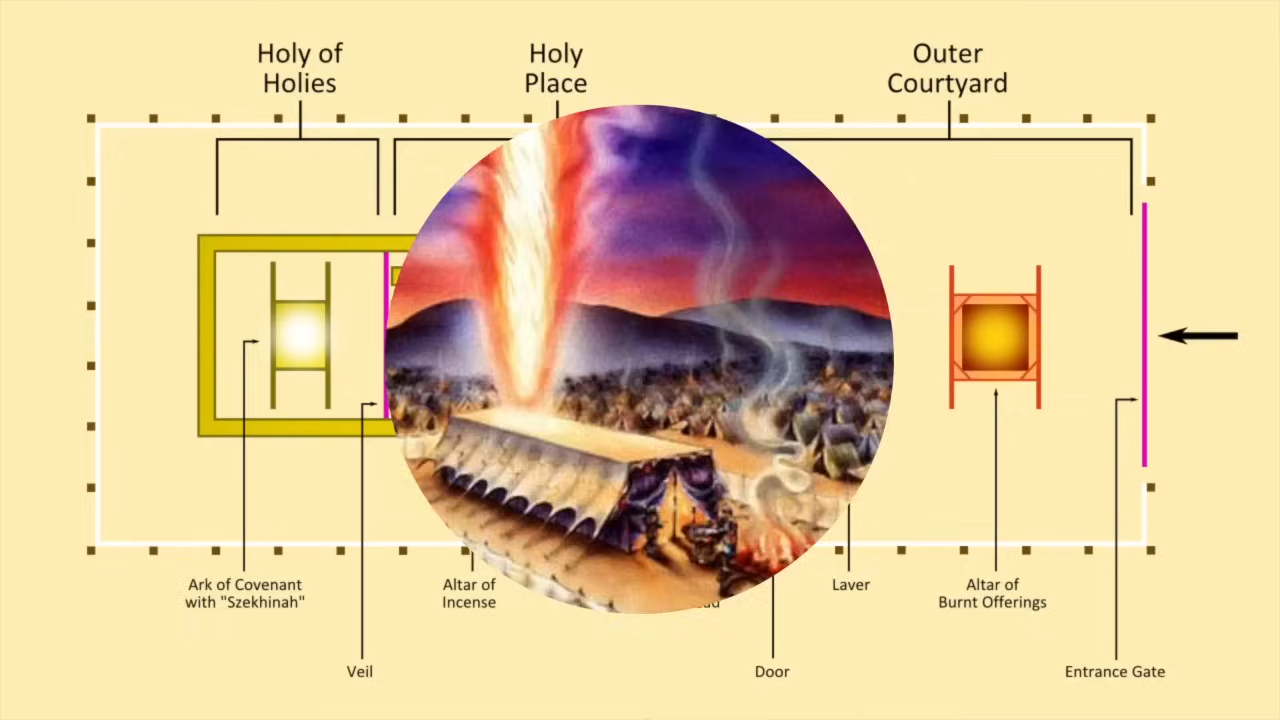 Holy of
Holies
Holy
Place
Outer
Courtyard
Ark of Covenant
with "Szekhinah"
Altar of
Incense
Laver
Altar of
Burnt Offerings
Veil
Door
Entrance Gate